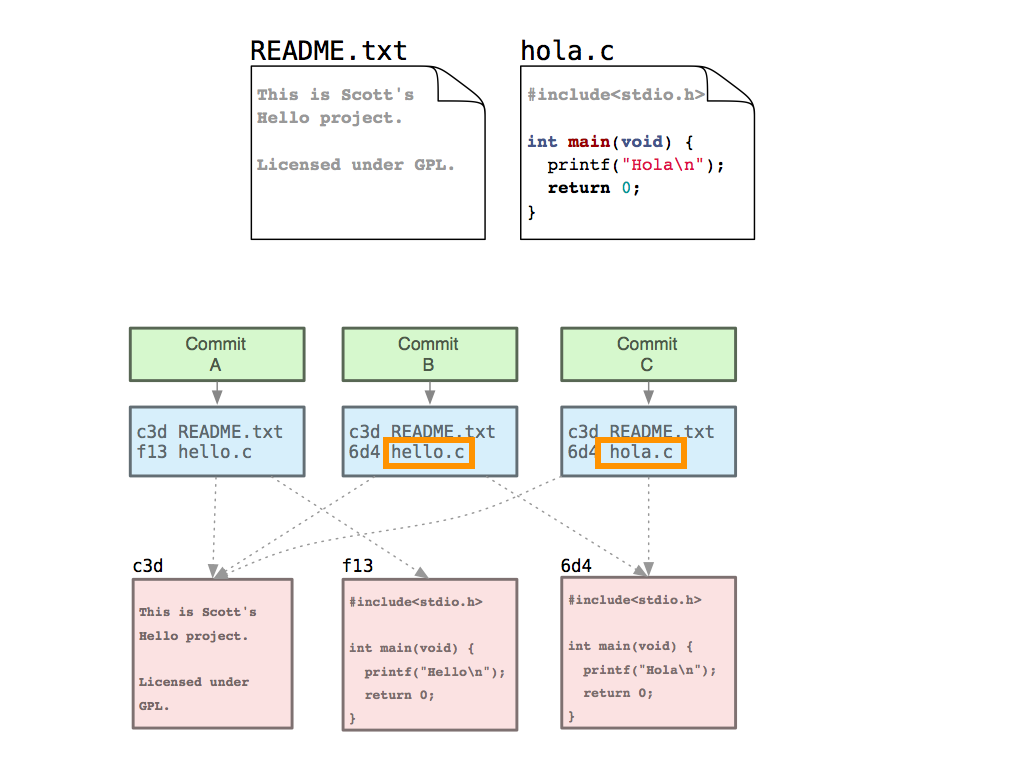 README.txt
This is Scott's
Hello project.
Licensed under GPL.
hola.c
#include<stdio.h>
int main(void) {
  printf("Hola\n");
  return 0;
}
Commit
A
Commit
B
Commit
C
c3d README.txt
f13 hello.c
c3d README.txt
6d4 hello.c
c3d README.txt
6d4 hola.c
c3d
This is Scott's
Hello project.
Licensed under
GPL.
f13
#include<stdio.h>
int main(void) {
  printf("Hello\n");
  return 0;
}
6d4
#include<stdio.h>
int main(void) {
  printf("Hola\n");
  return 0;
}